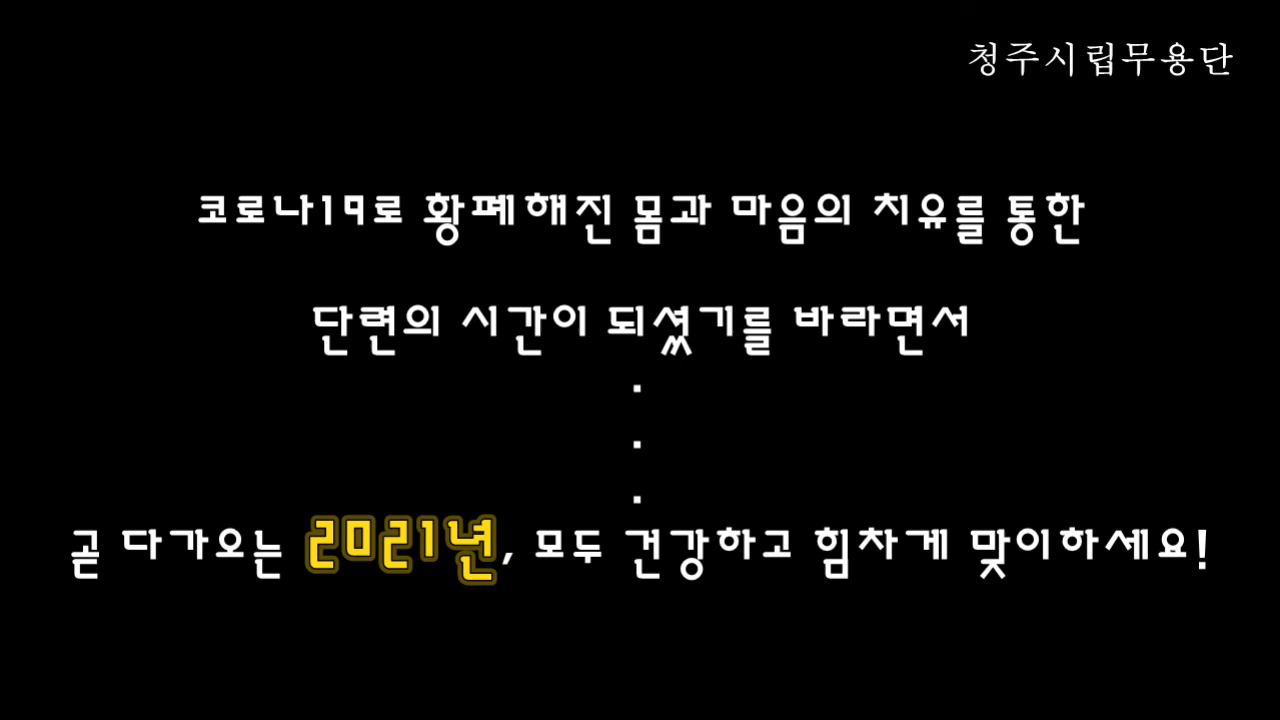 청주시립무용단
코로나19로 황폐해진 몸과 마음의 치유를 통한
단련의 시간이 되셨기를 바라면서
.
.
.
곧 다가오는 2021년, 모두 건강하고 힘차게 맞이하세요!